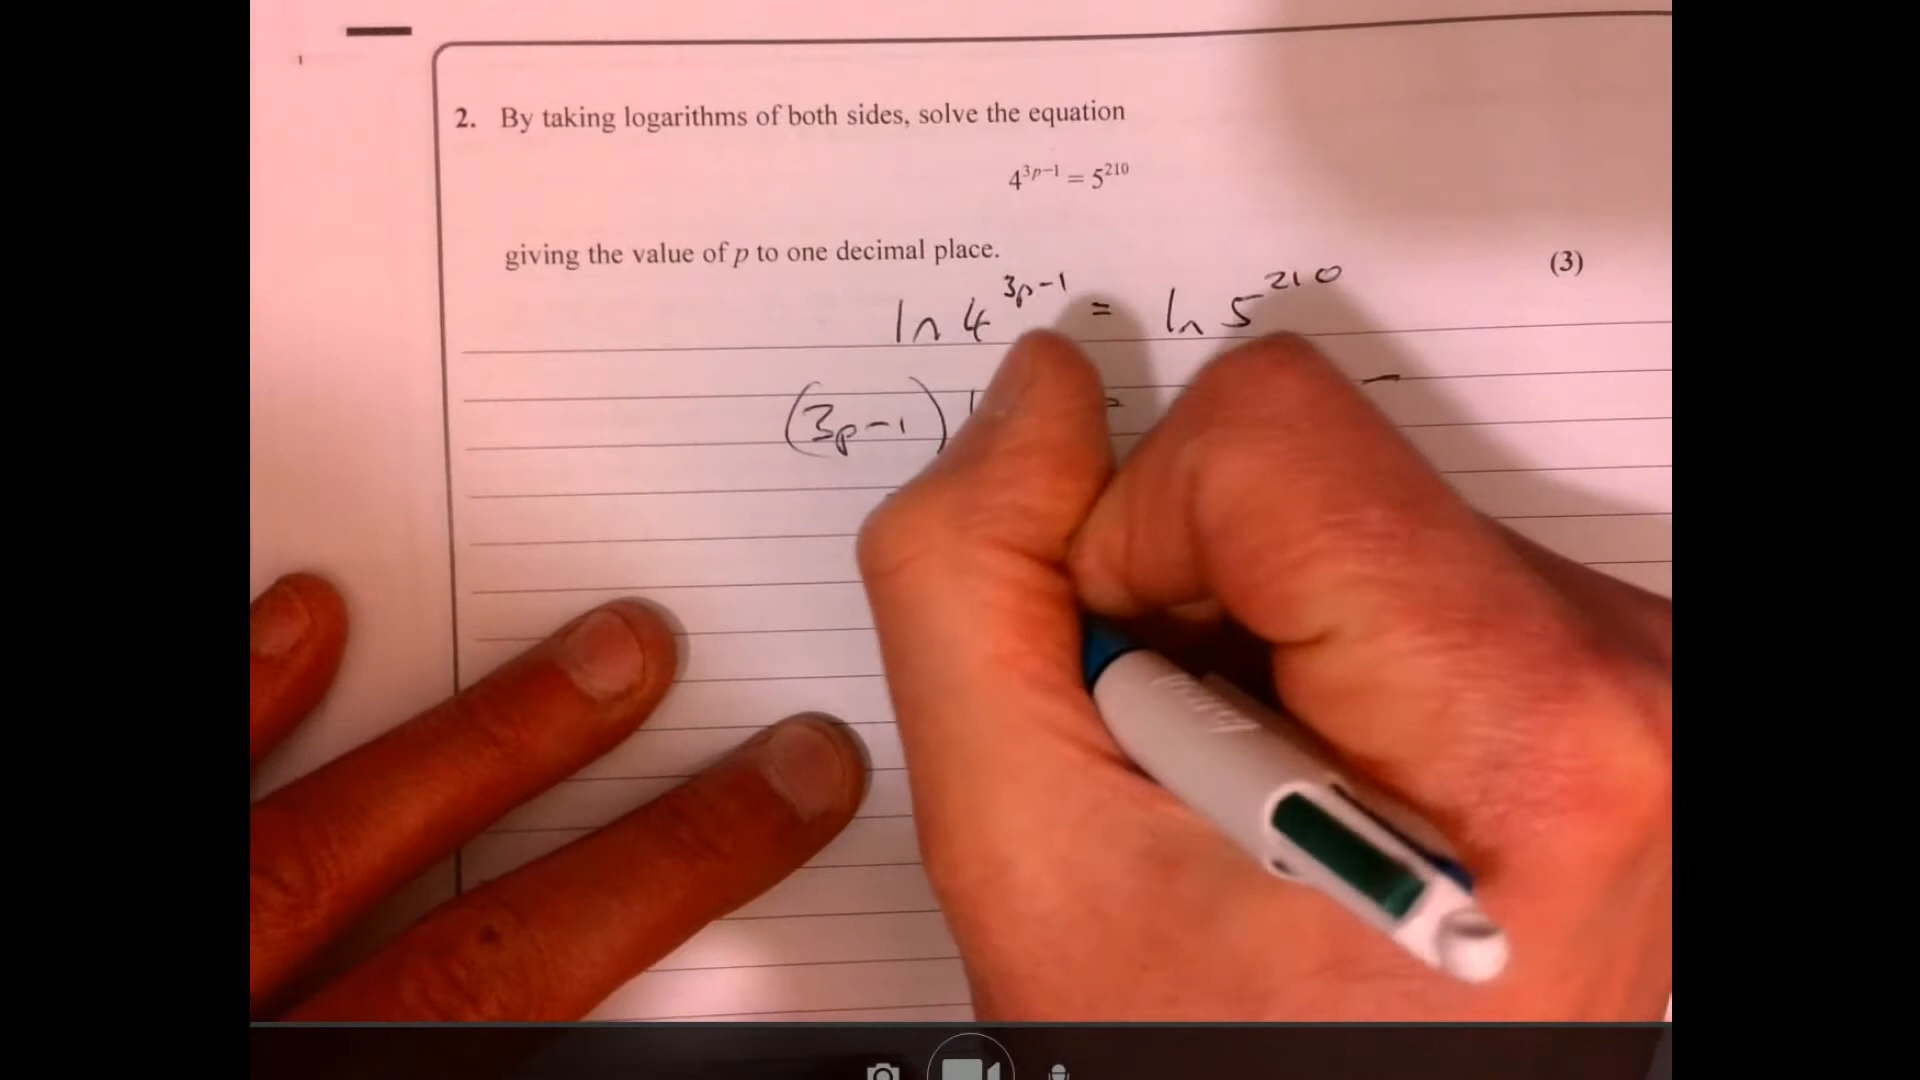 2. By taking logarithms of both sides, solve the equation
4^{3p-1} = 5^{210}
giving the value of p to one decimal place.
(3)
ln 4^{3p-1} = ln 5^{210}
(3p-1)